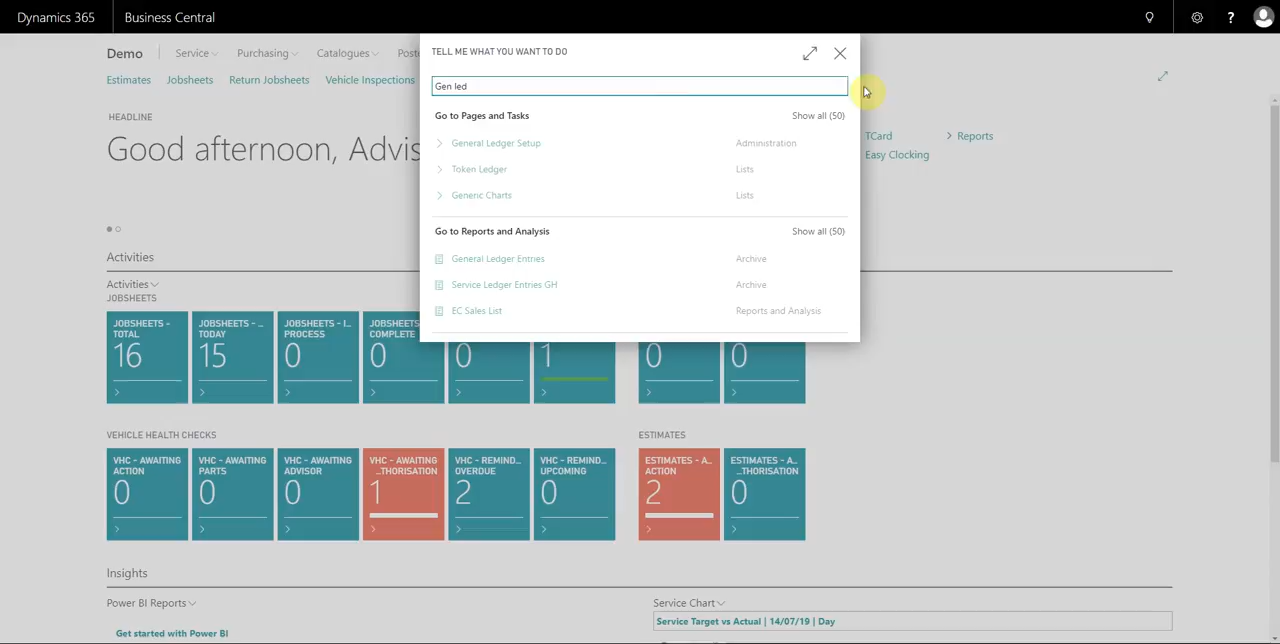 Dynamics 365 Business Central ?
Demo Service Purchasing Catalogues Post
Estimates Jobsheets Return Jobsheets Vehicle Inspections
TELL ME WHAT YOU WANT TO DO
Gen led
Go to Pages and Tasks Show all (50)
General Ledger Setup Administration
Token Ledger Lists
Generic Charts Lists
Go to Reports and Analysis Show all (50)
General Ledger Entries Archive
Service Ledger Entries GH Archive
EC Sales List Reports and Analysis
HEADLINE
Good afternoon, Advis
TCard Reports
Easy Clocking
Activities
Activities
JOBSHEETS
JOBSHEETS - TOTAL
16
JOBSHEETS - ... TODAY
15
JOBSHEETS - I... PROCESS
0
JOBSHEETS COMPLETE
0
0
1
0
0
VEHICLE HEALTH CHECKS
VHC - AWAITING ACTION
0
VHC - AWAITING PARTS
0
VHC - AWAITING ADVISOR
0
VHC - AWAITING ...THORISATION
1
VHC - REMIND... OVERDUE
2
VHC - REMIND... UPCOMING
0
ESTIMATES
ESTIMATES - A... ACTION
2
ESTIMATES - A... ...THORISATION
0
Insights
Power BI Reports
Get started with Power BI
Service Chart
Service Target vs Actual | 14/07/19 | Day